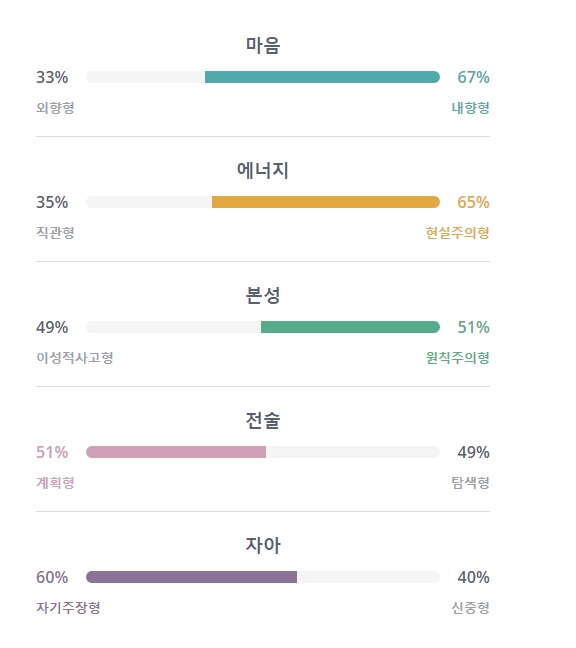 마음
33% 67%
외향형 내향형
에너지
35% 65%
직관형 현실주의형
본성
49% 51%
이성적사고형 원칙주의형
전술
51% 49%
계획형 탐색형
자아
60% 40%
자기주장형 신중형